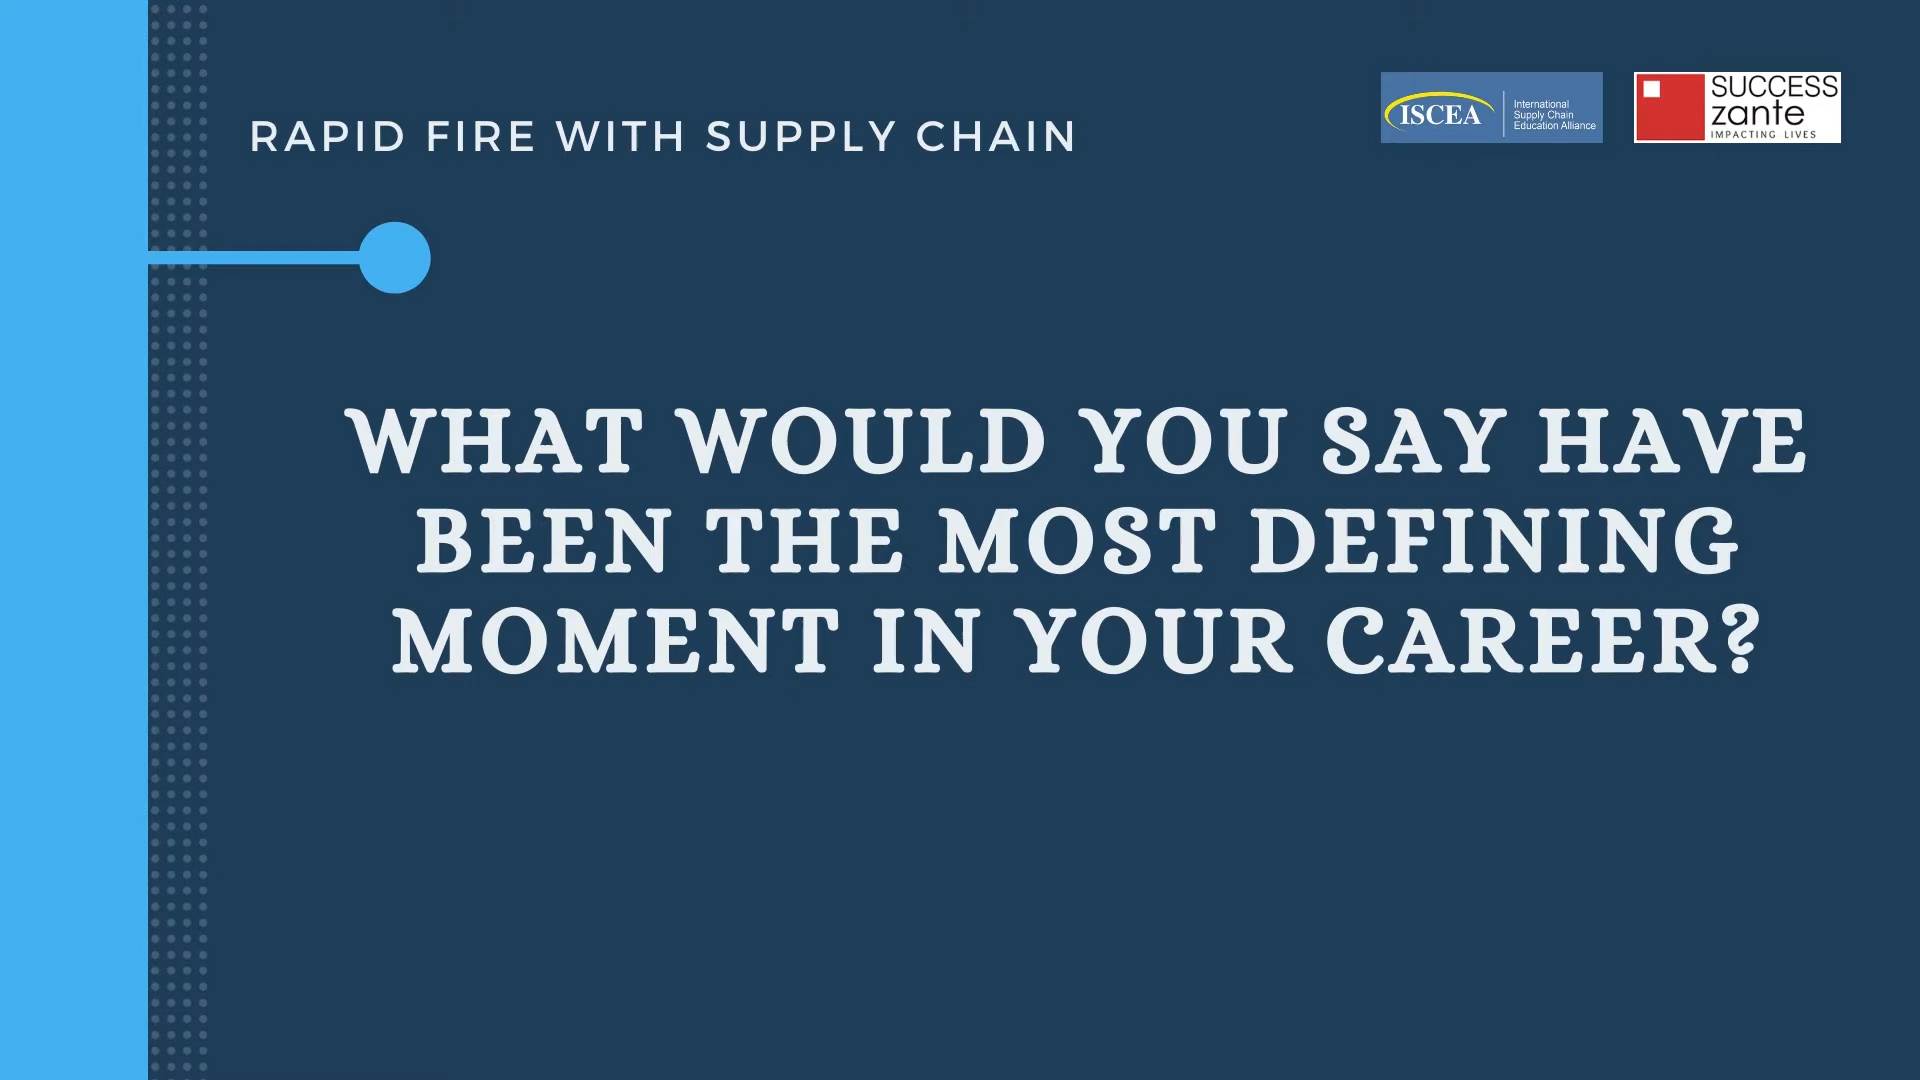 RAPID FIRE WITH SUPPLY CHAIN
ISCEA
International
Supply Chain
Education Alliance
SUCCESS
zante
IMPACTING LIVES
WHAT WOULD YOU SAY HAVE
BEEN THE MOST DEFINING
MOMENT IN YOUR CAREER?